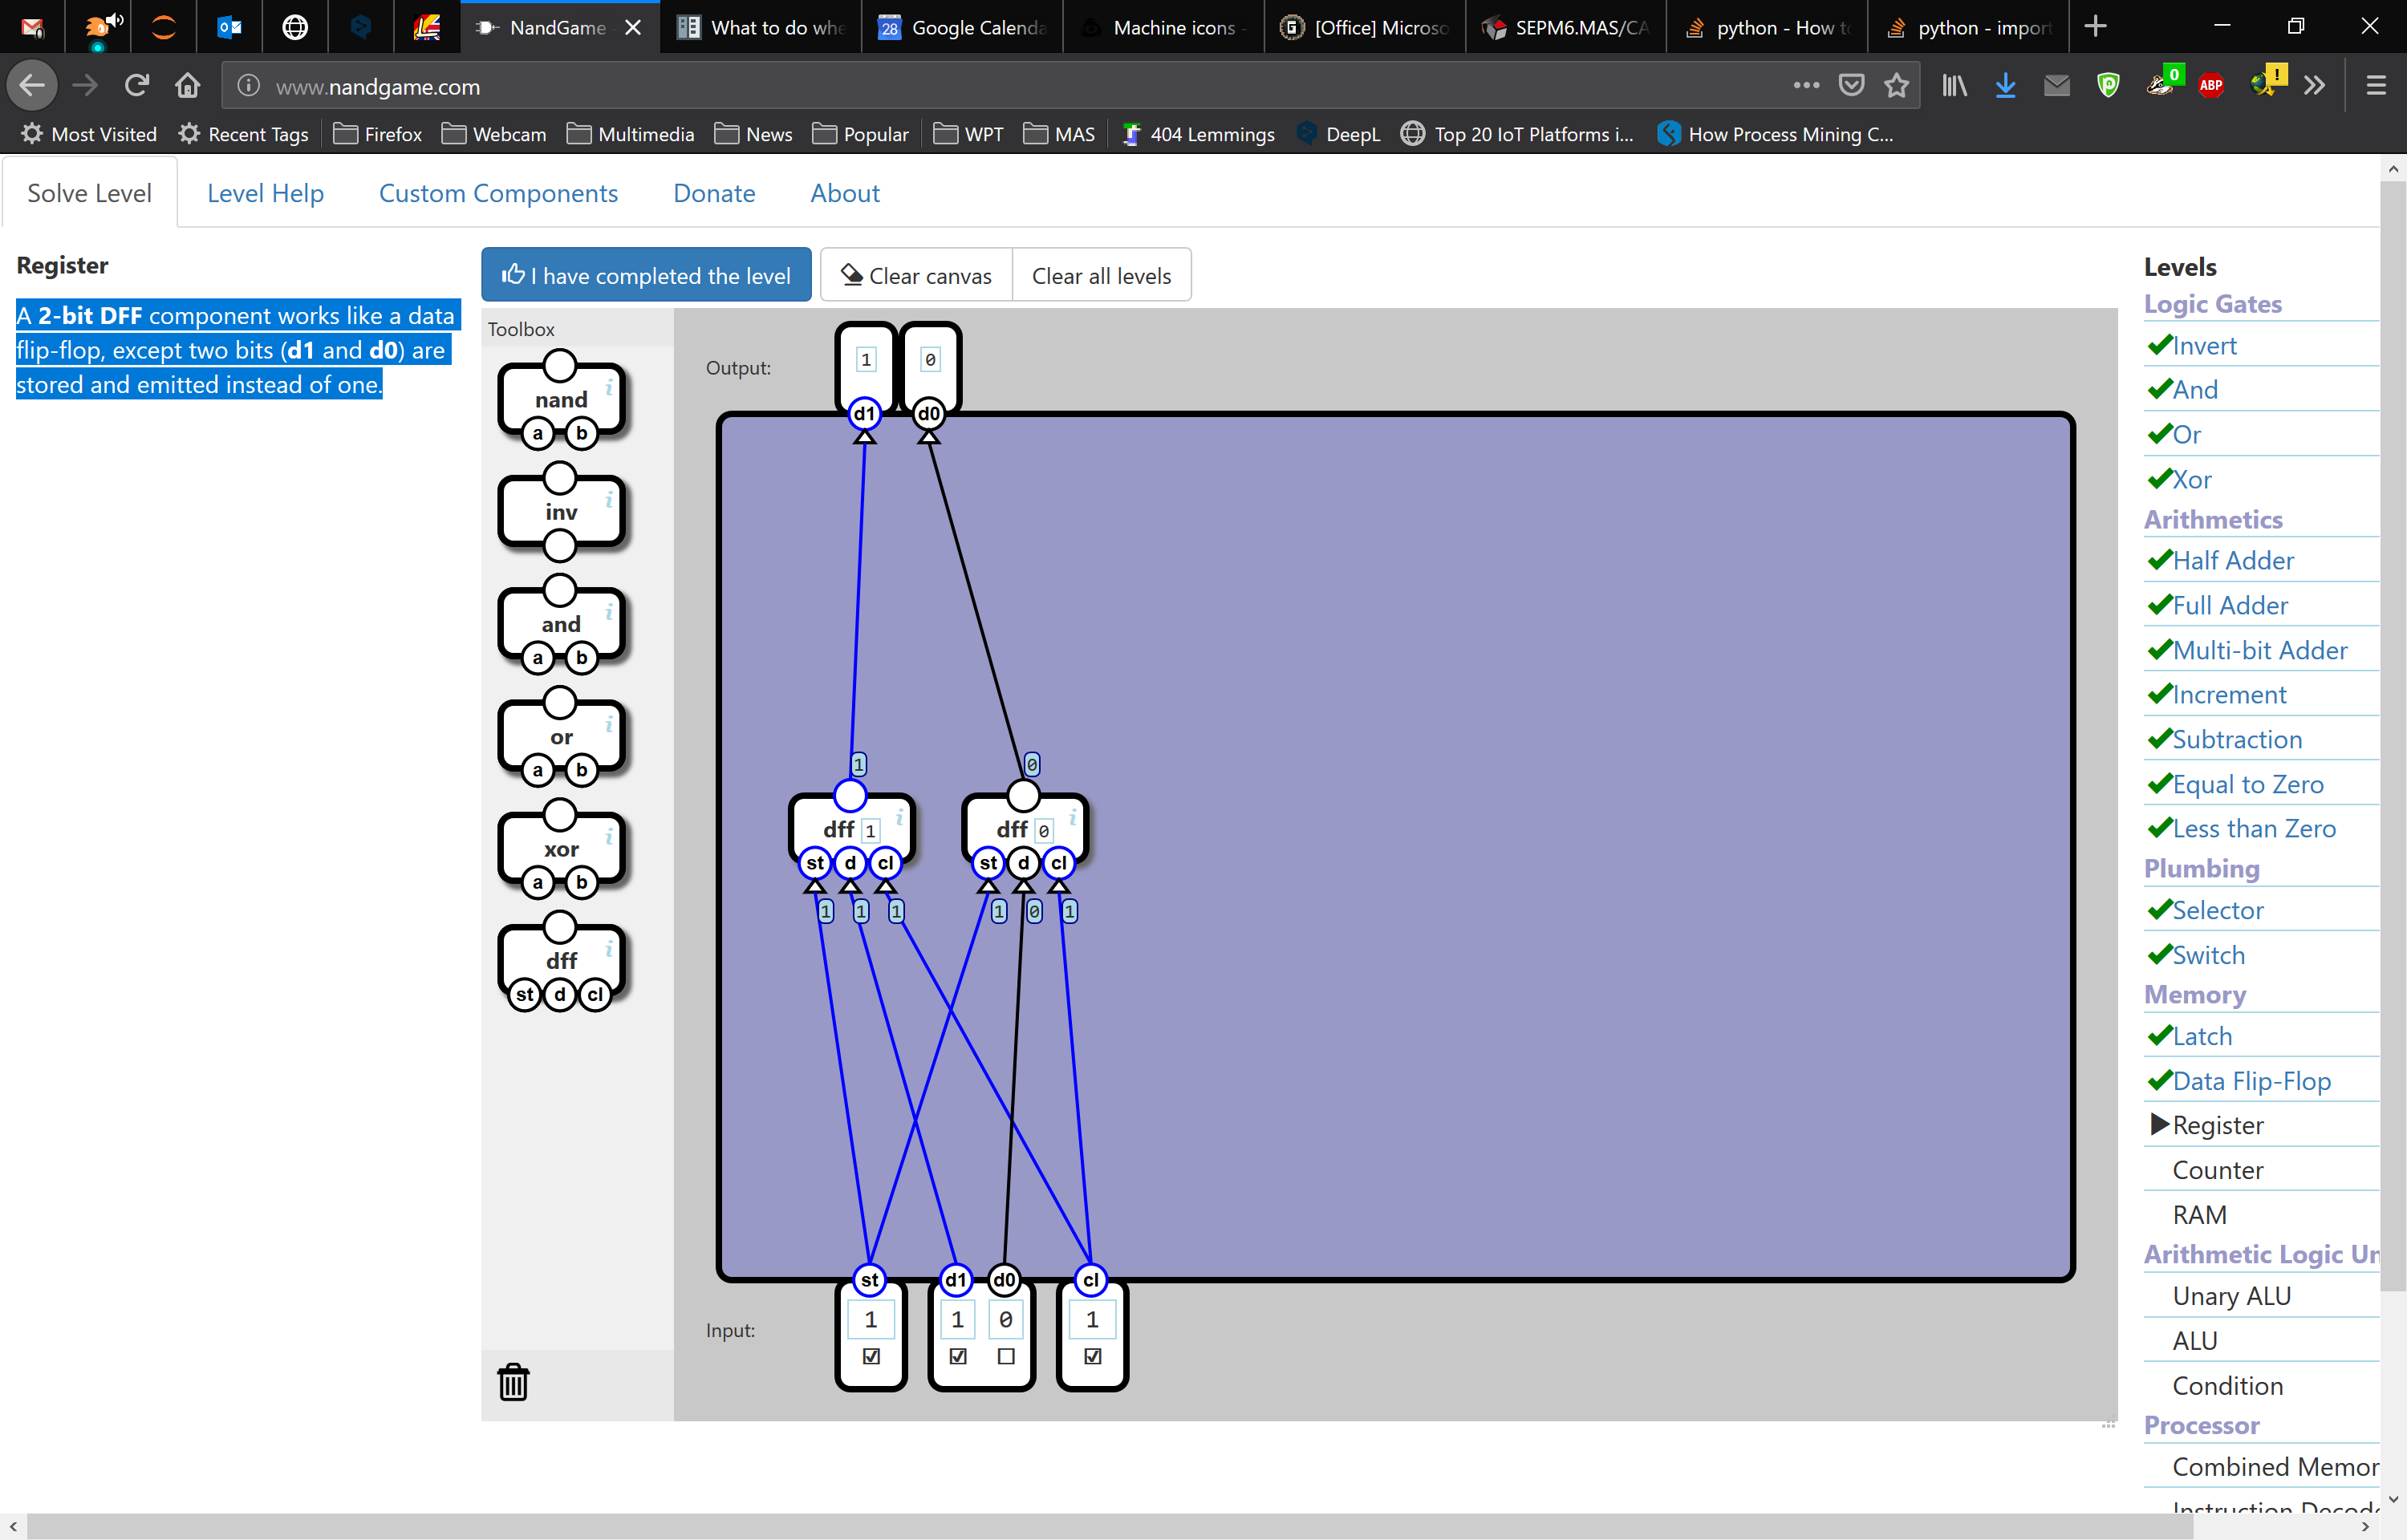 NandGame
What to do whe
28
Google Calenda
Machine icons -
[Office] Microso
SEPM6.MAS/CA
python - How to
python - import
www.nandgame.com
0
ABP
!
Most Visited
Recent Tags
Firefox
Webcam
Multimedia
News
Popular
WPT
MAS
404 Lemmings
DeepL
Top 20 IoT Platforms i...
How Process Mining C...
Solve Level
Level Help
Custom Components
Donate
About
Register
A 2-bit DFF component works like a data
flip-flop, except two bits (d1 and d0) are
stored and emitted instead of one.
I have completed the level
Clear canvas
Clear all levels
Toolbox
nand
i
a b
inv
i
and
i
a b
or
i
a b
xor
i
a b
dff
i
st d cl
Output:
1 0
d1 d0
1 0
dff 1
i
dff 0
i
st d cl
st d cl
1 1 1
1 0 1
st d1 d0 cl
Input:
1 1 0 1
Levels
Logic Gates
Invert
And
Or
Xor
Arithmetics
Half Adder
Full Adder
Multi-bit Adder
Increment
Subtraction
Equal to Zero
Less than Zero
Plumbing
Selector
Switch
Memory
Latch
Data Flip-Flop
Register
Counter
RAM
Arithmetic Logic Un
Unary ALU
ALU
Condition
Processor
Combined Memor
Instruction Decode